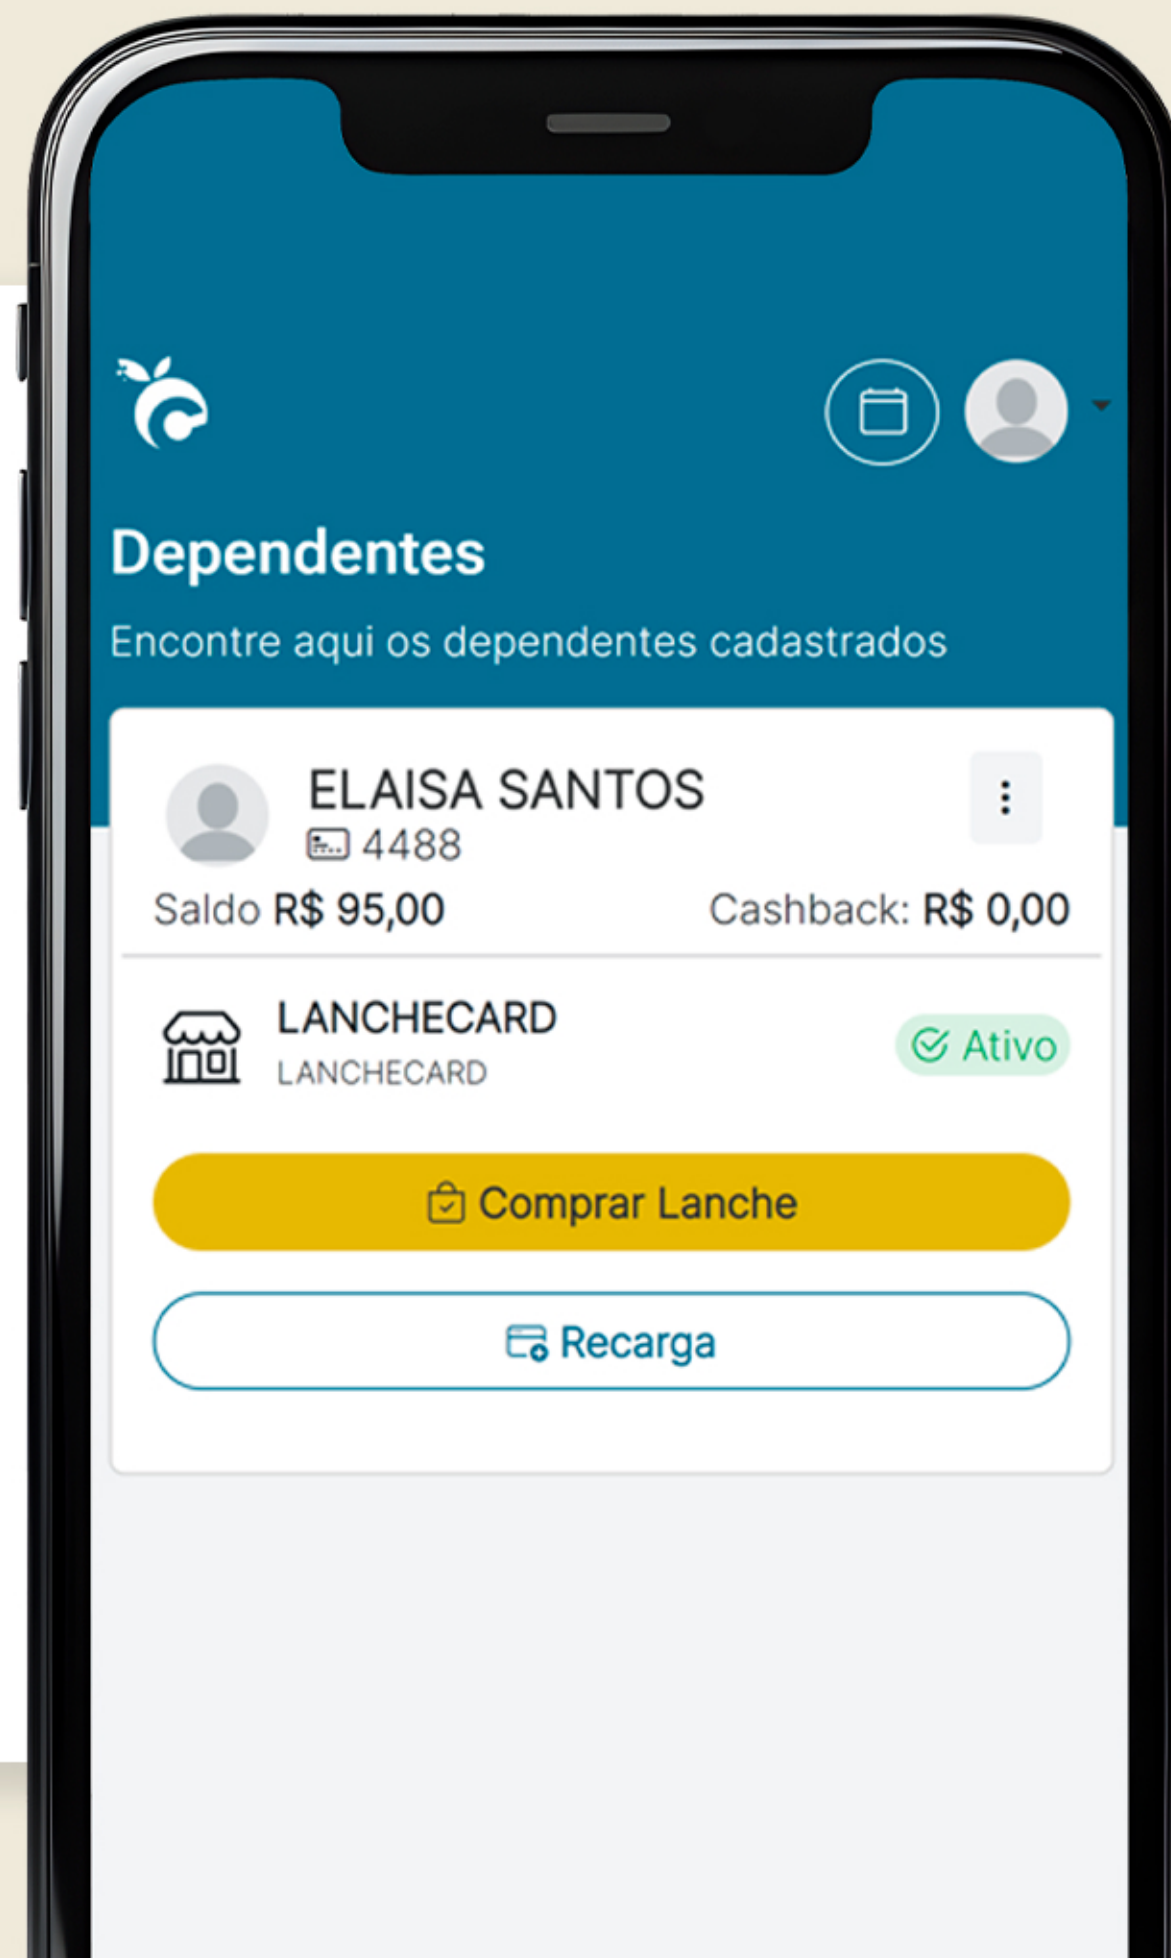 Dependentes
Encontre aqui os dependentes cadastrados
ELAISA SANTOS
4488
Saldo R$ 95,00
Cashback: R$ 0,00
LANCHECARD
LANCHECARD
Ativo
Comprar Lanche
Recarga